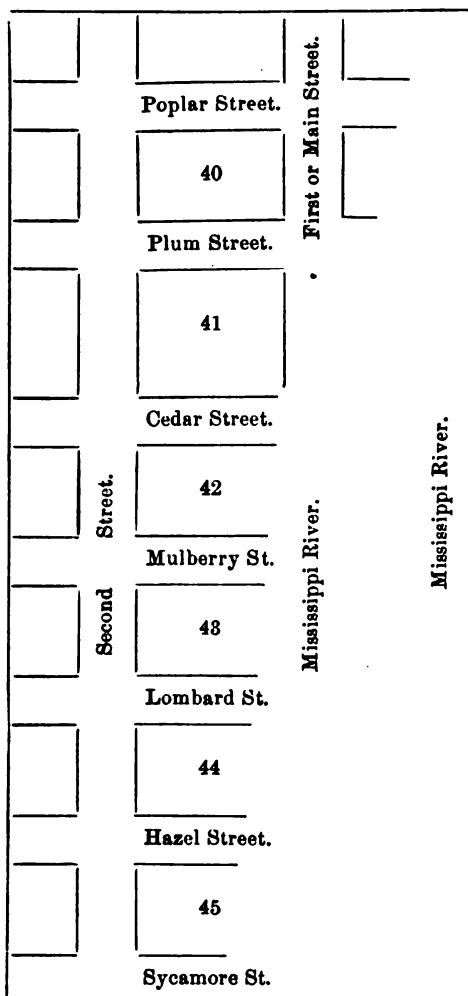 Poplar Street.
First or Main Street.
40
Plum Street.
41
Cedar Street.
42
Second Street.
Mississippi River.
Mississippi River.
Mulberry St.
43
Lombard St.
44
Hazel Street.
45
Sycamore St.